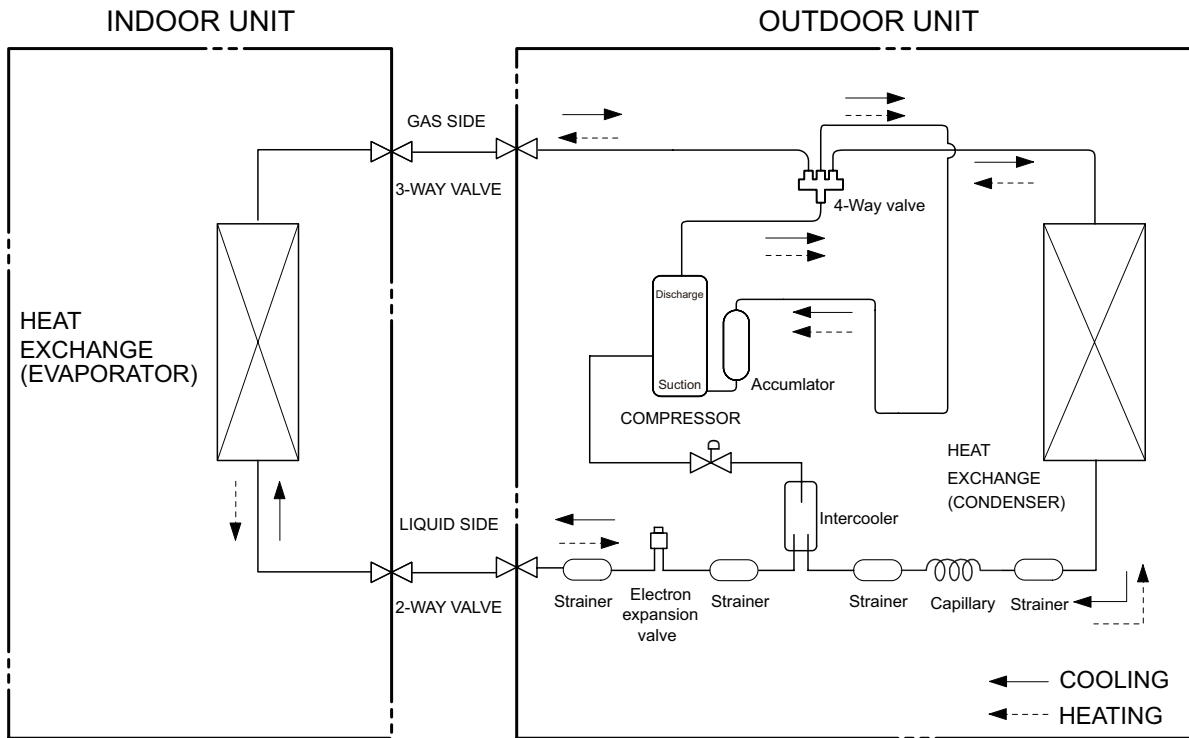 INDOOR UNIT
OUTDOOR UNIT
GAS SIDE
3-WAY VALVE
4-Way valve
HEAT
EXCHANGE
(EVAPORATOR)
Discharge
Suction
Accumlator
COMPRESSOR
HEAT
EXCHANGE
(CONDENSER)
Intercooler
LIQUID SIDE
2-WAY VALVE
Strainer
Electron
expansion
valve
Strainer
Strainer
Capillary
Strainer
COOLING
HEATING